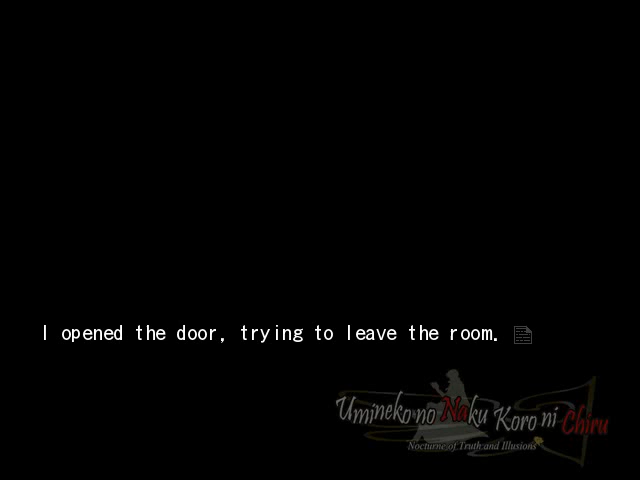 I opened the door, trying to leave the room.
Umineko no Naku Koro ni Chiru
Nocturne of Truth and Illusions